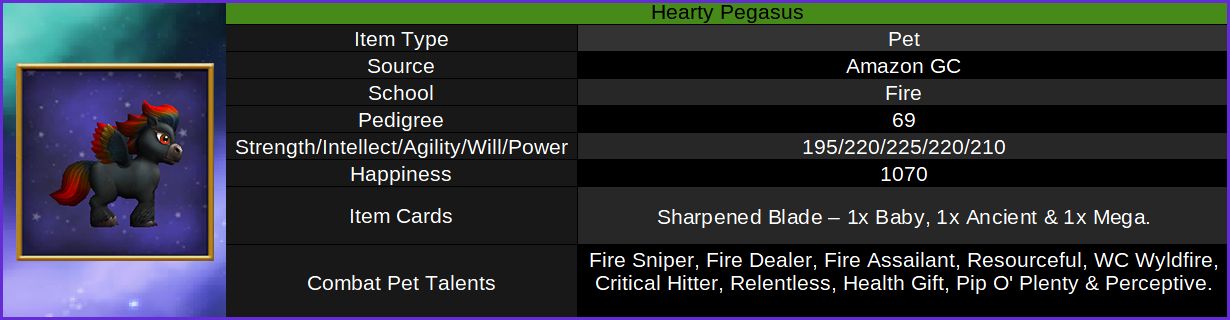 Hearty Pegasus
Item Type Pet
Source Amazon GC
School Fire
Pedigree 69
Strength/Intellect/Agility/Will/Power 195/220/225/220/210
Happiness 1070
Item Cards Sharpened Blade – 1x Baby, 1x Ancient & 1x Mega.
Combat Pet Talents Fire Sniper, Fire Dealer, Fire Assailant, Resourceful, WC Wyldfire,
Critical Hitter, Relentless, Health Gift, Pip O' Plenty & Perceptive.